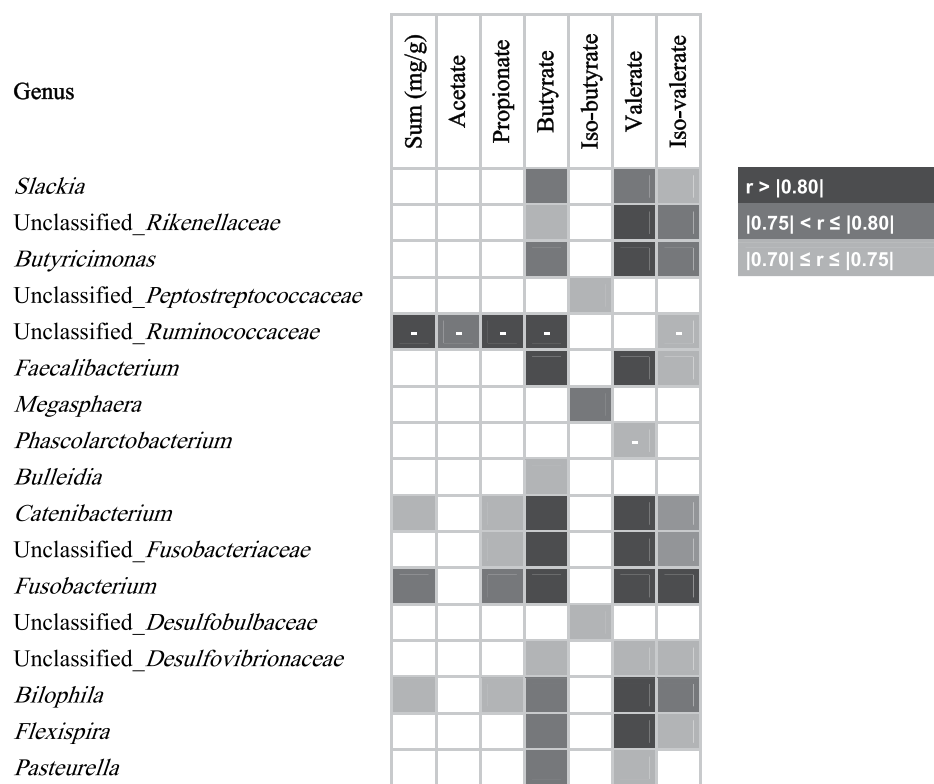 Genus
Sum (mg/g)
Acetate
Propionate
Butyrate
Iso-butyrate
Valerate
Iso-valerate
Slackia
Unclassified_Rikenellaceae
Butyricimonas
Unclassified_Peptostreptococcaceae
Unclassified_Ruminococcaceae - - - - -
Faecalibacterium
Megasphaera
Phascolarctobacterium -
Bulleidia
Catenibacterium
Unclassified_Fusobacteriaceae
Fusobacterium
Unclassified_Desulfobulbaceae
Unclassified_Desulfovibrionaceae
Bilophila
Flexispira
Pasteurella
r > |0.80|
|0.75| < r ≤ |0.80|
|0.70| ≤ r ≤ |0.75|